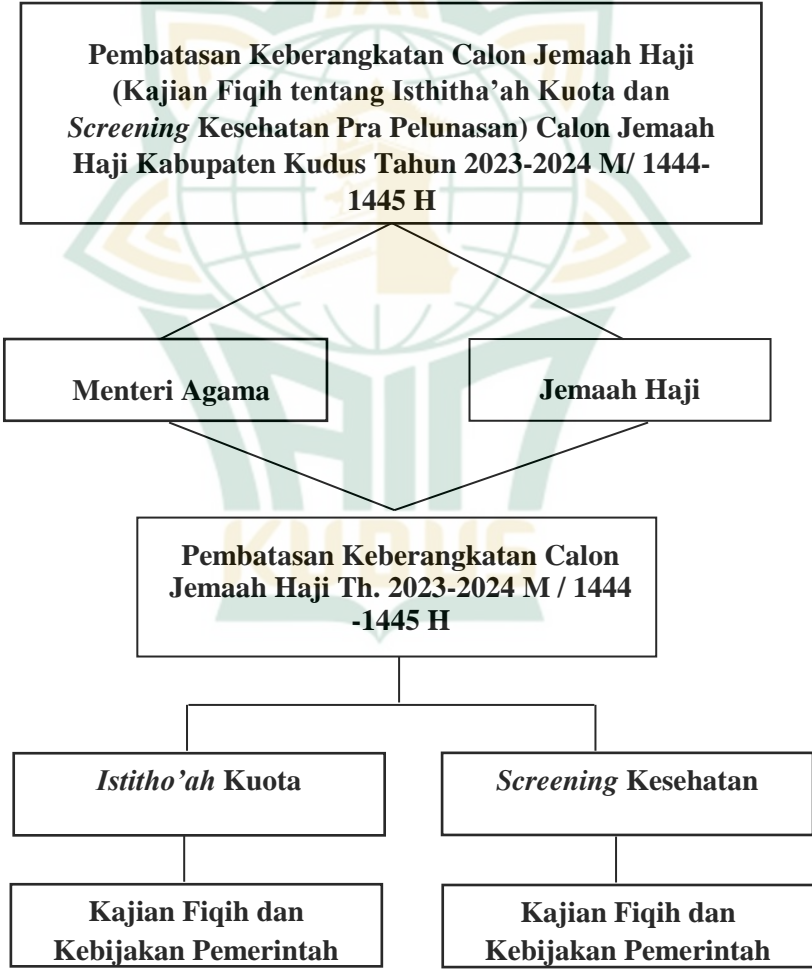 Pembatasan Keberangkatan Calon Jemaah Haji
(Kajian Fiqih tentang Isthitha’ah Kuota dan
Screening Kesehatan Pra Pelunasan) Calon Jemaah
Haji Kabupaten Kudus Tahun 2023-2024 M/ 1444-
1445 H
Menteri Agama
Jemaah Haji
Pembatasan Keberangkatan Calon
Jemaah Haji Th. 2023-2024 M / 1444
-1445 H
Istitho’ah Kuota
Screening Kesehatan
Kajian Fiqih dan
Kebijakan Pemerintah
Kajian Fiqih dan
Kebijakan Pemerintah
IAIN
KUDUS